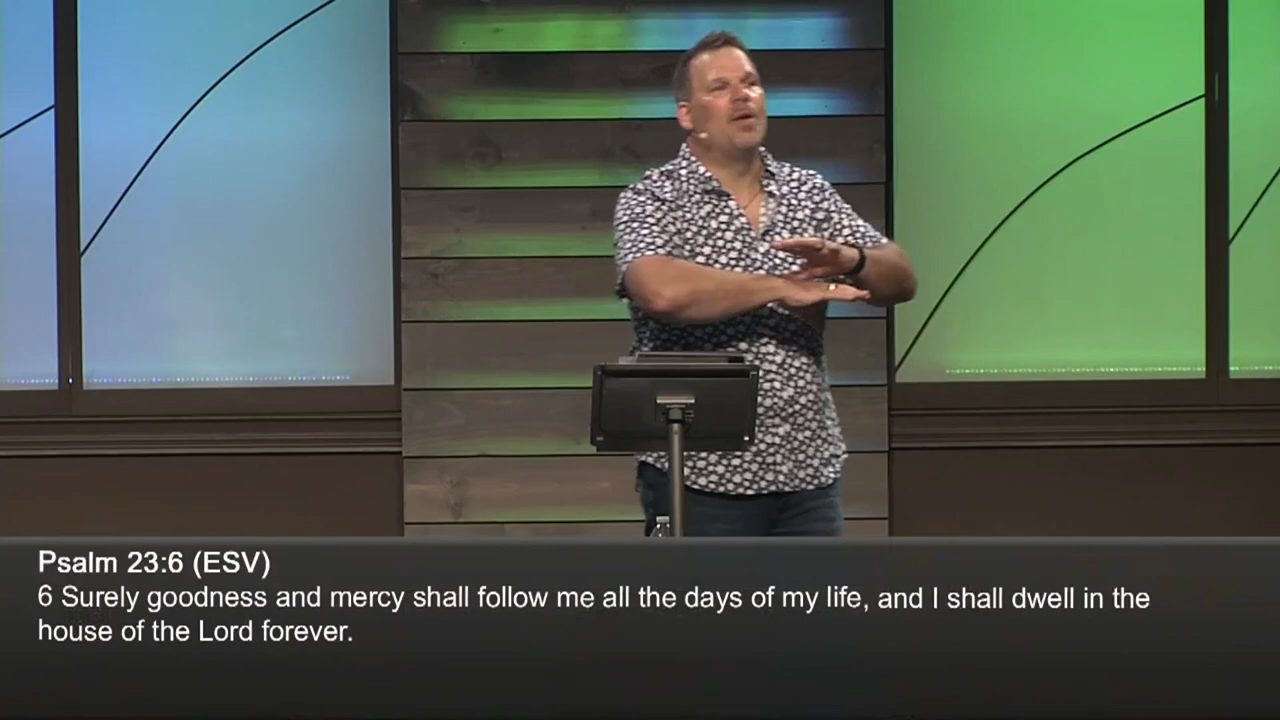 Psalm 23:6 (ESV)
6 Surely goodness and mercy shall follow me all the days of my life, and I shall dwell in the
house of the Lord forever.